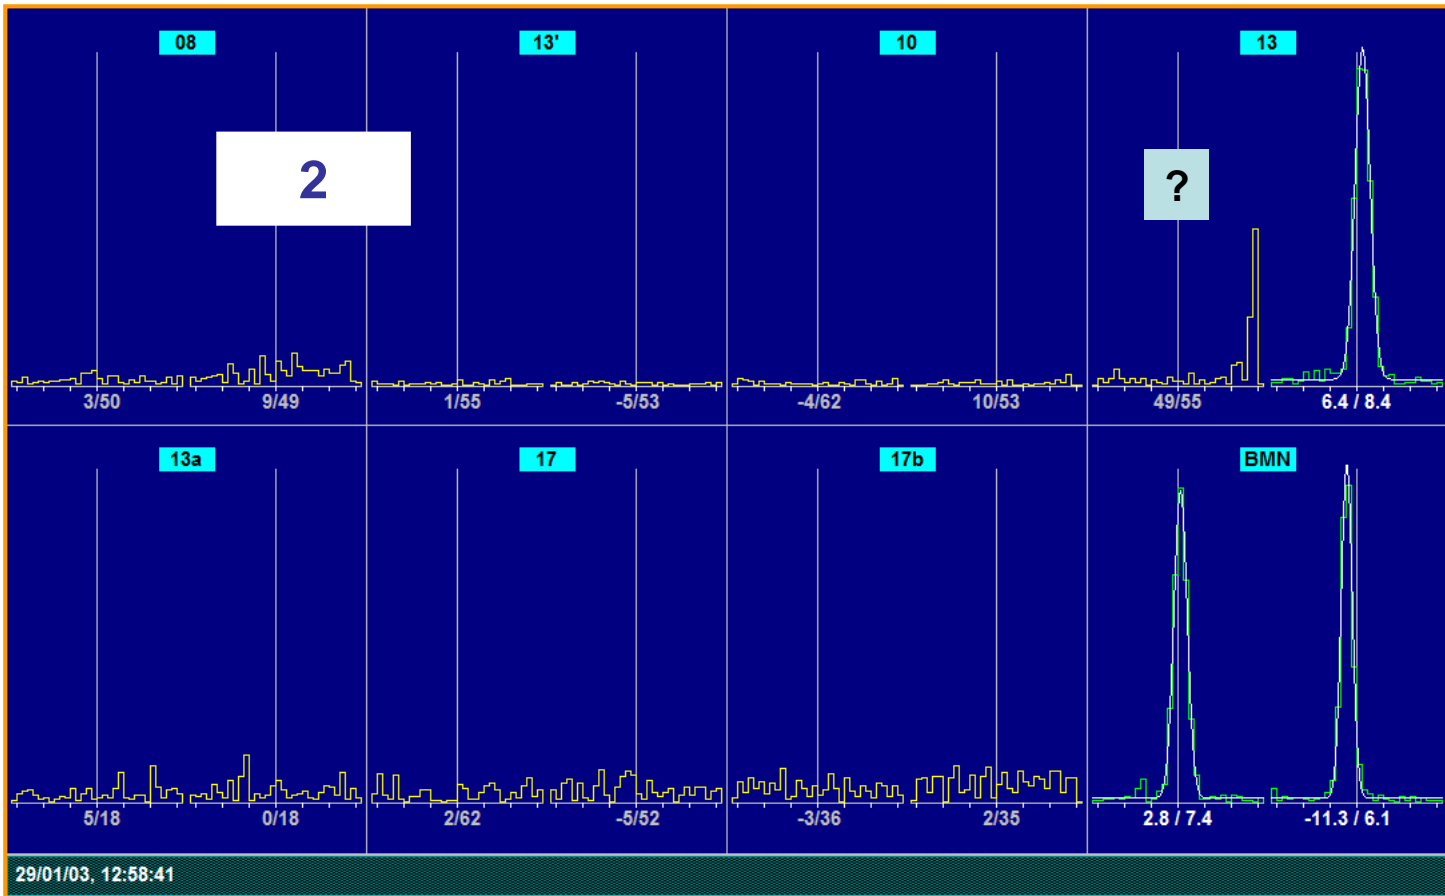 08 13' 10 13
2 ?
3/50 9/49 1/55 -5/53 -4/62 10/53 49/55 6.4 / 8.4
13a 17 17b BMN
5/18 0/18 2/62 -5/52 -3/36 2/35 2.8 / 7.4 -11.3 / 6.1
29/01/03, 12:58:41